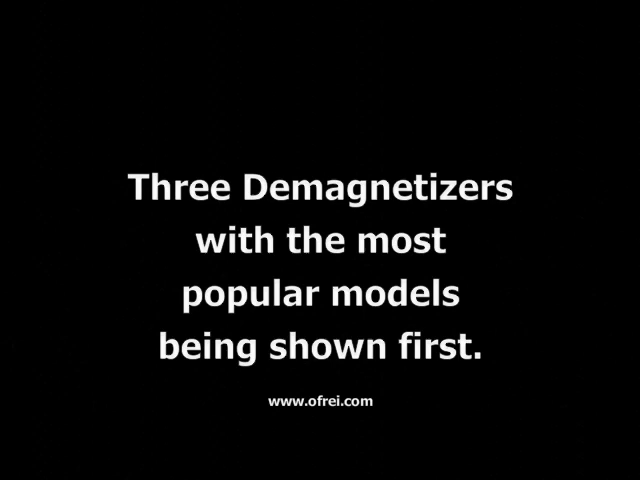 Three Demagnetizers
with the most
popular models
being shown first.
www.ofrei.com